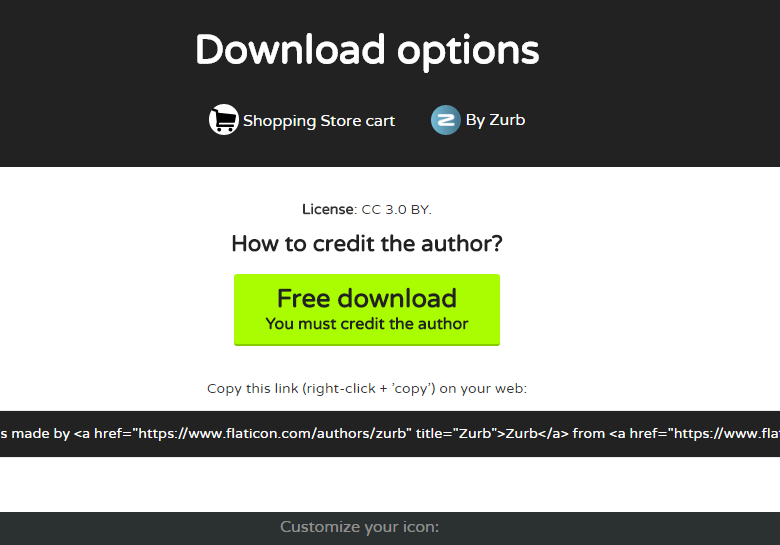 Download options
Shopping Store cart By Zurb
License: CC 3.0 BY.
How to credit the author?
Free download
You must credit the author
Copy this link (right-click + 'copy') on your web:
s made by <a href="https://www.flaticon.com/authors/zurb" title="Zurb">Zurb</a> from <a href="https://www.fla
Customize your icon: